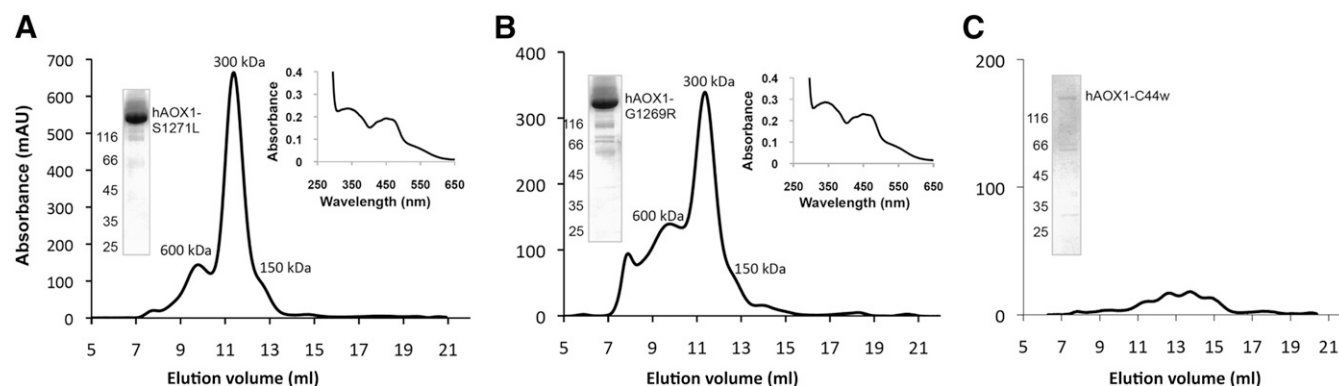 A
Absorbance (mAU)
700
600
500
400
300
200
100
0
5 7 9 11 13 15 17 19 21
Elution volume (ml)
300 kDa
600 kDa
150 kDa
hAOX1-
S1271L
116
66
45
35
25
Absorbance
0.4
0.3
0.2
0.1
0
250 350 450 550 650
Wavelength (nm)
B
400
300
200
100
0
5 7 9 11 13 15 17 19 21
Elution volume (ml)
300 kDa
600 kDa
150 kDa
hAOX1-
G1269R
116
66
45
35
25
Absorbance
0.4
0.3
0.2
0.1
0
250 350 450 550 650
Wavelength (nm)
C
200
100
0
5 7 9 11 13 15 17 19 21
Elution volume (ml)
hAOX1-C44w
116
66
45
35
25